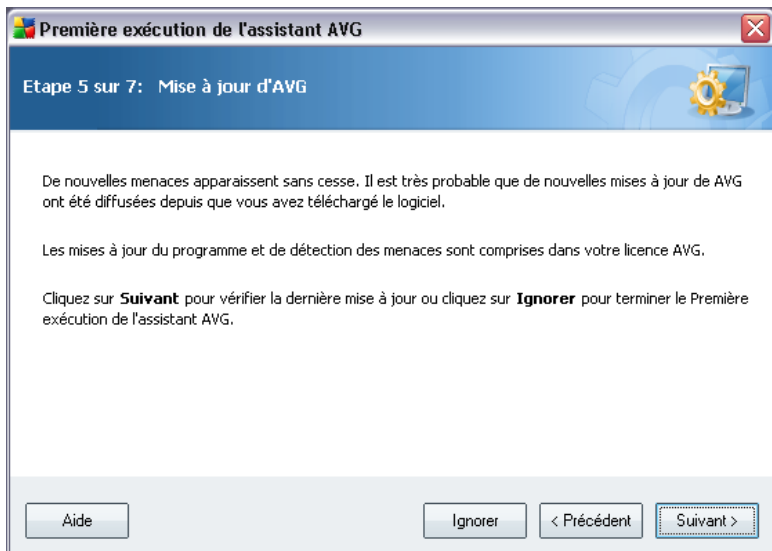 Première exécution de l'assistant AVG
Etape 5 sur 7: Mise à jour d'AVG
De nouvelles menaces apparaissent sans cesse. Il est très probable que de nouvelles mises à jour de AVG
ont été diffusées depuis que vous avez téléchargé le logiciel.
Les mises à jour du programme et de détection des menaces sont comprises dans votre licence AVG.
Cliquez sur Suivant pour vérifier la dernière mise à jour ou cliquez sur Ignorer pour terminer le Première
exécution de l'assistant AVG.
Aide
Ignorer
< Précédent
Suivant >